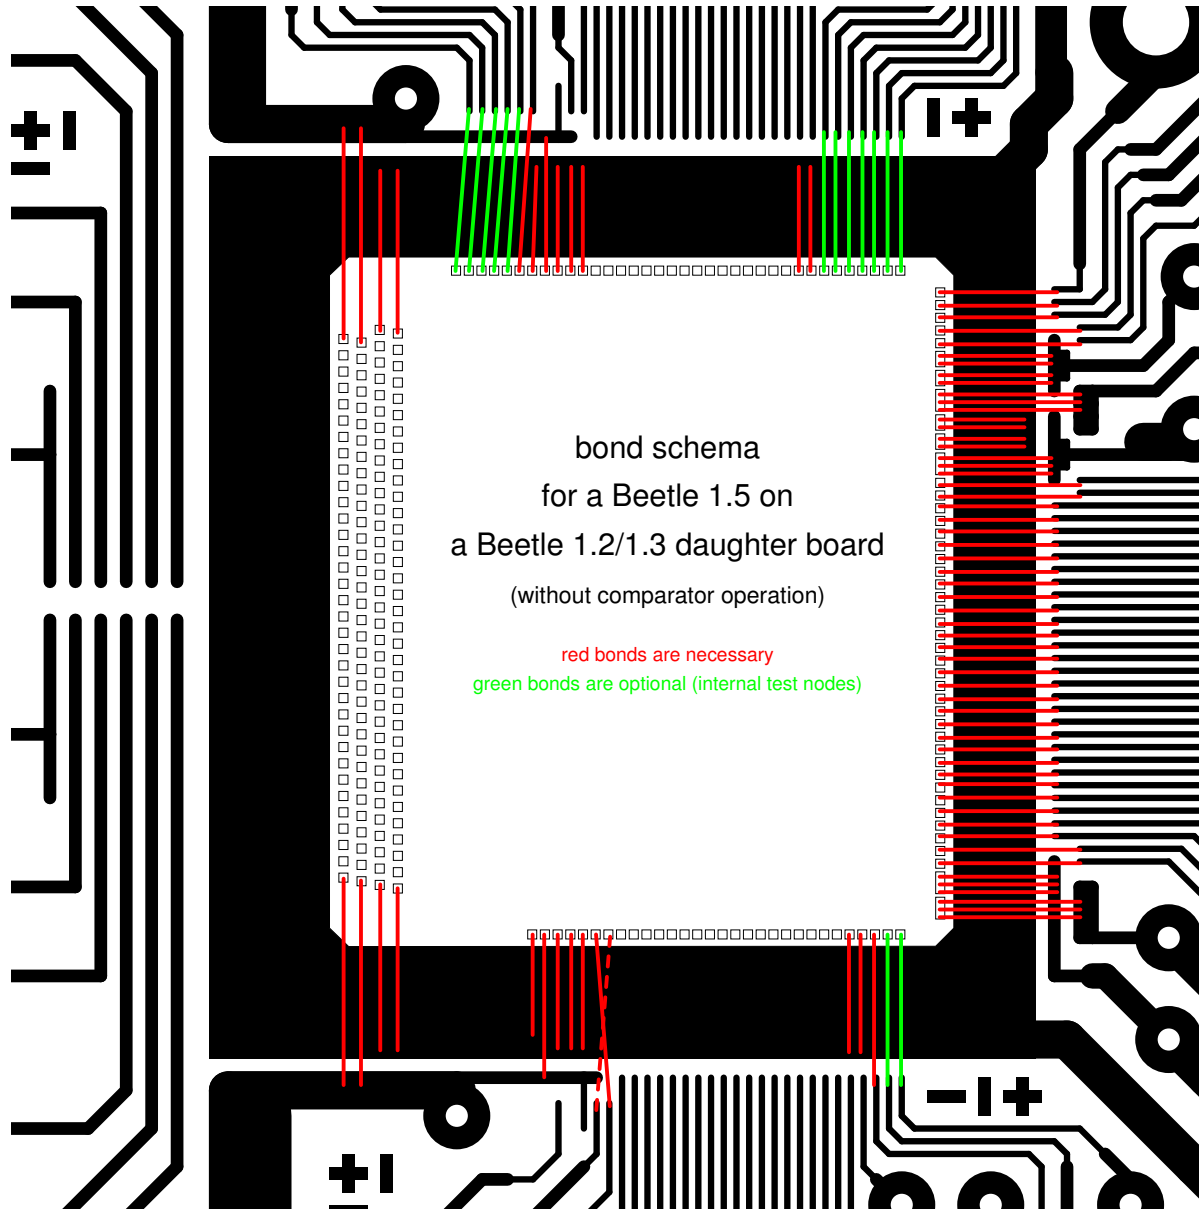 bond schema
for a Beetle 1.5 on
a Beetle 1.2/1.3 daughter board
(without comparator operation)
red bonds are necessary
green bonds are optional (internal test nodes)